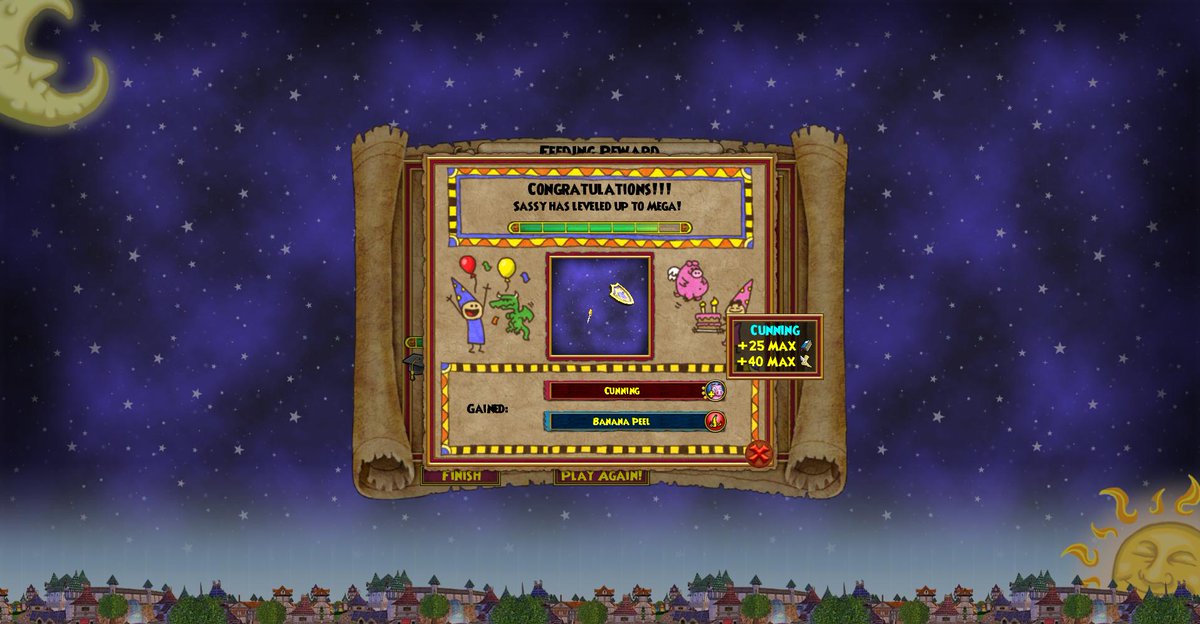 FEEDING REWARD
CONGRATULATIONS!!!
SASSY HAS LEVELED UP TO MEGA!
CUNNING
+25 MAX
+40 MAX
GAINED:
CUNNING
BANANA PEEL
FINISH
PLAY AGAIN!